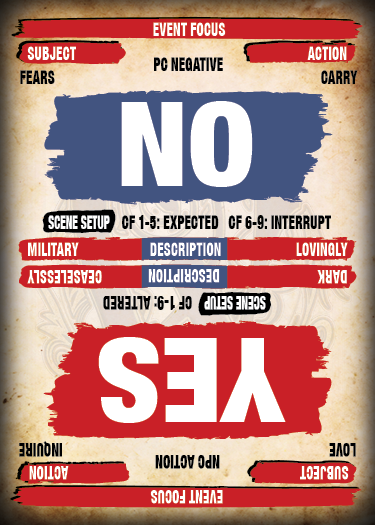 EVENT FOCUS
SUBJECT PC NEGATIVE ACTION
FEARS CARRY
NO
SCENE SETUP CF 1-5: EXPECTED CF 6-9: INTERRUPT
MILITARY DESCRIPTION LOVINGLY
CEASELESSLY DESCRIPTION DARK
SCENE SETUP CF 1-9: ALTERED
YES
INQUIRE LOVE
ACTION NPC ACTION SUBJECT
EVENT FOCUS